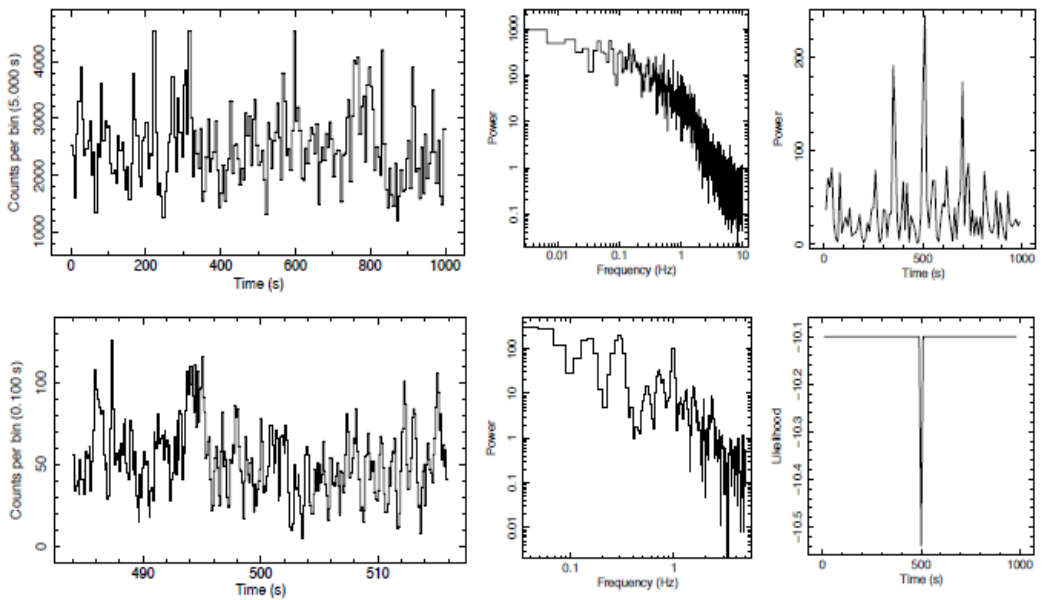 Counts per bin (5.000 s)
4000
3000
2000
1000
0 200 400 600 800 1000
Time (s)
Power
1000
100
10
1
0.1
0.01 0.1 1 10
Frequency (Hz)
Power
200
100
0
0 500 1000
Time (s)
Counts per bin (0.100 s)
100
50
0
490 500 510
Time (s)
Power
100
10
1
0.1
0.01
0.1 1
Frequency (Hz)
Likelihood
−10.1
−10.2
−10.3
−10.4
−10.5
0 500 1000
Time (s)